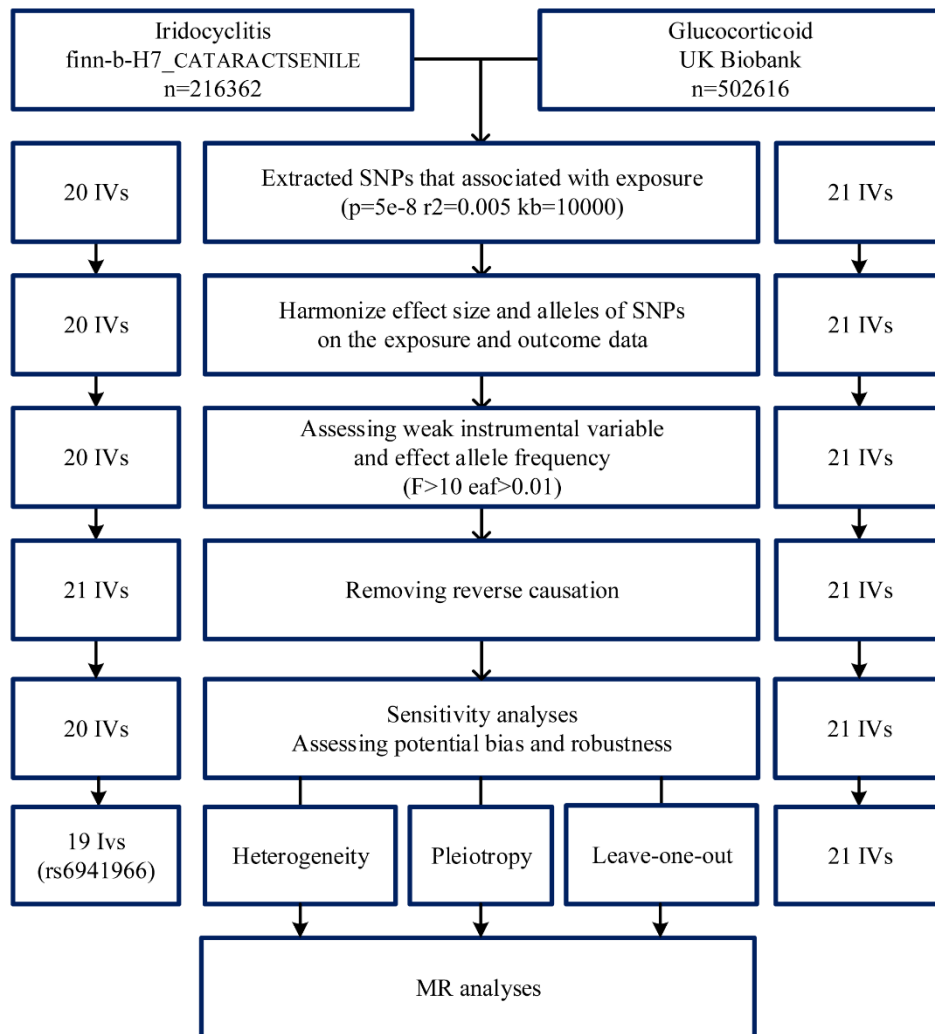 Iridocyclitis
finn-b-H7_CATARACTSENILE
n=216362
Glucocorticoid
UK Biobank
n=502616
20 IVs
Extracted SNPs that associated with exposure
(p=5e-8 r2=0.005 kb=10000)
21 IVs
20 IVs
Harmonize effect size and alleles of SNPs
on the exposure and outcome data
21 IVs
20 IVs
Assessing weak instrumental variable
and effect allele frequency
(F>10 eaf>0.01)
21 IVs
21 IVs
Removing reverse causation
21 IVs
20 IVs
Sensitivity analyses
Assessing potential bias and robustness
21 IVs
19 Ivs
(rs6941966)
Heterogeneity
Pleiotropy
Leave-one-out
21 IVs
MR analyses